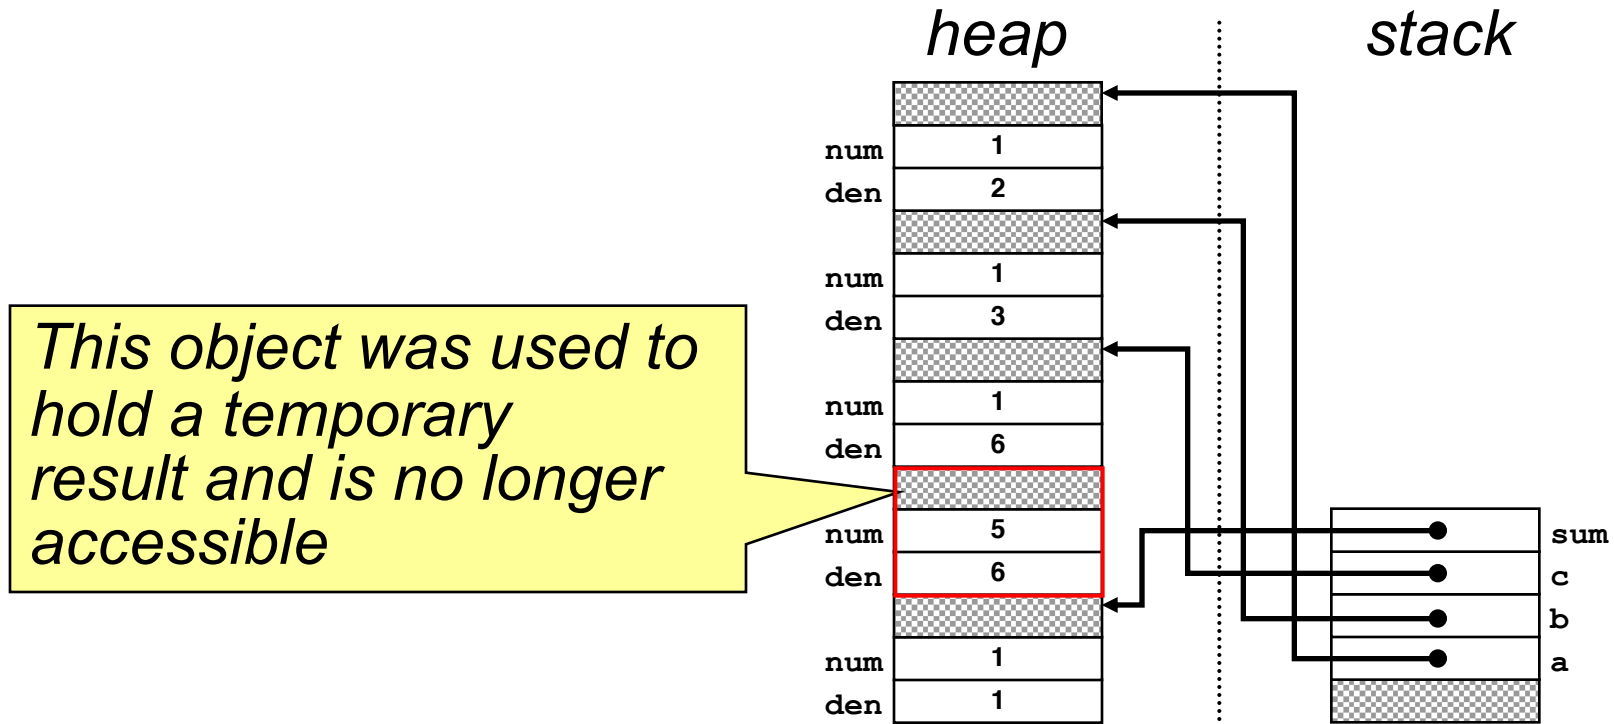 heap
stack
num 1
den 2
num 1
den 3
This object was used to
hold a temporary
result and is no longer
accessible
num 1
den 6
num 5
den 6
num 1
den 1
sum
c
b
a